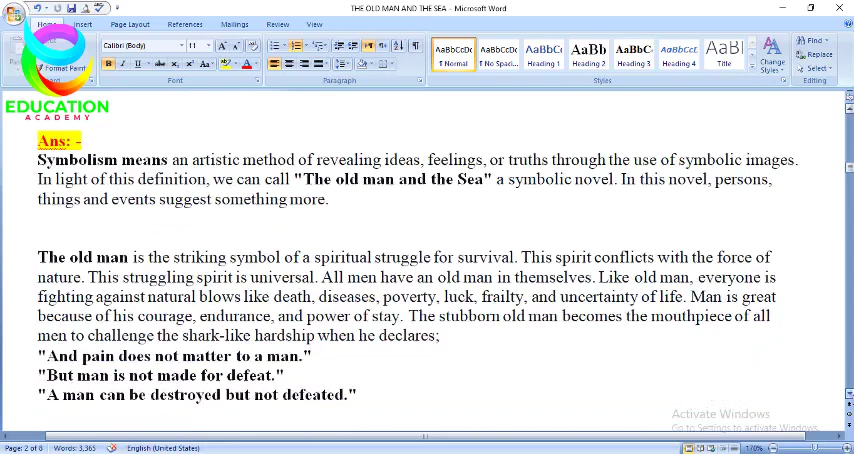 THE OLD MAN AND THE SEA - Microsoft Word
Home Insert Page Layout References Mailings Review View
Calibri (Body) 11
Format Paint
Font Paragraph Styles Editing
AaBbCcDc AaBbCcDc AaBbC AaBb AaBbC AaBbCcL AaBl
¶ Normal ¶ No Spaci... Heading 1 Heading 2 Heading 3 Heading 4 Title
Change Styles
Find
Replace
Select
EDUCATION
ACADEMY
Ans: -
Symbolism means an artistic method of revealing ideas, feelings, or truths through the use of symbolic images.
In light of this definition, we can call "The old man and the Sea" a symbolic novel. In this novel, persons,
things and events suggest something more.
The old man is the striking symbol of a spiritual struggle for survival. This spirit conflicts with the force of
nature. This struggling spirit is universal. All men have an old man in themselves. Like old man, everyone is
fighting against natural blows like death, diseases, poverty, luck, frailty, and uncertainty of life. Man is great
because of his courage, endurance, and power of stay. The stubborn old man becomes the mouthpiece of all
men to challenge the shark-like hardship when he declares;
"And pain does not matter to a man."
"But man is not made for defeat."
"A man can be destroyed but not defeated."
Activate Windows
Go to Settings to activate Windows.
Page: 2 of 8 Words: 3,365 English (United States) 170%